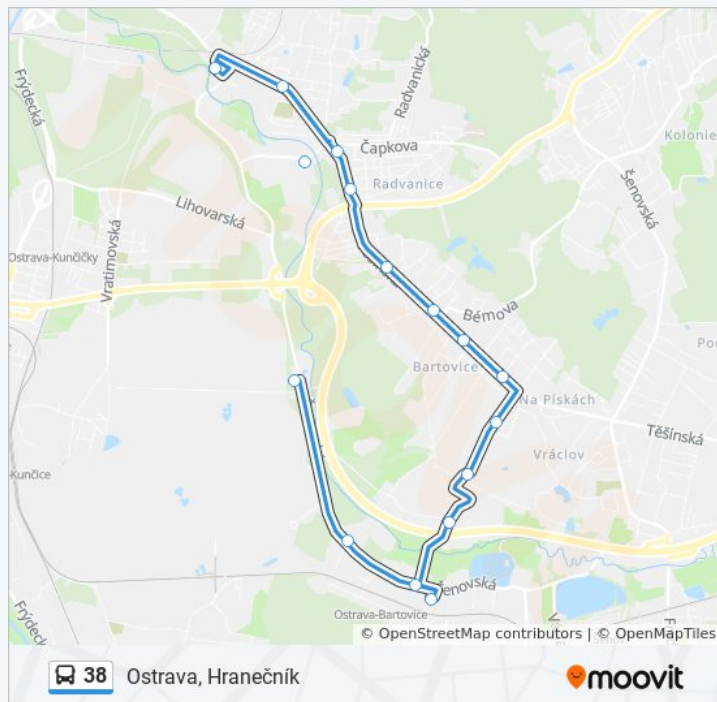 Frýdecká
Radvanická
Kolonie
Čapkova
Radvanice
Šenovská
Lihovarská
Ostrava-Kunčičky
Vratimovská
Bémova
Bartovice
Na Pískách
Těšínská
Vráclov
Kunčice
Šenovská
Ostrava-Bartovice
Frýdecká
© OpenStreetMap contributors | © OpenMapTiles
38 Ostrava, Hranečník
moovit